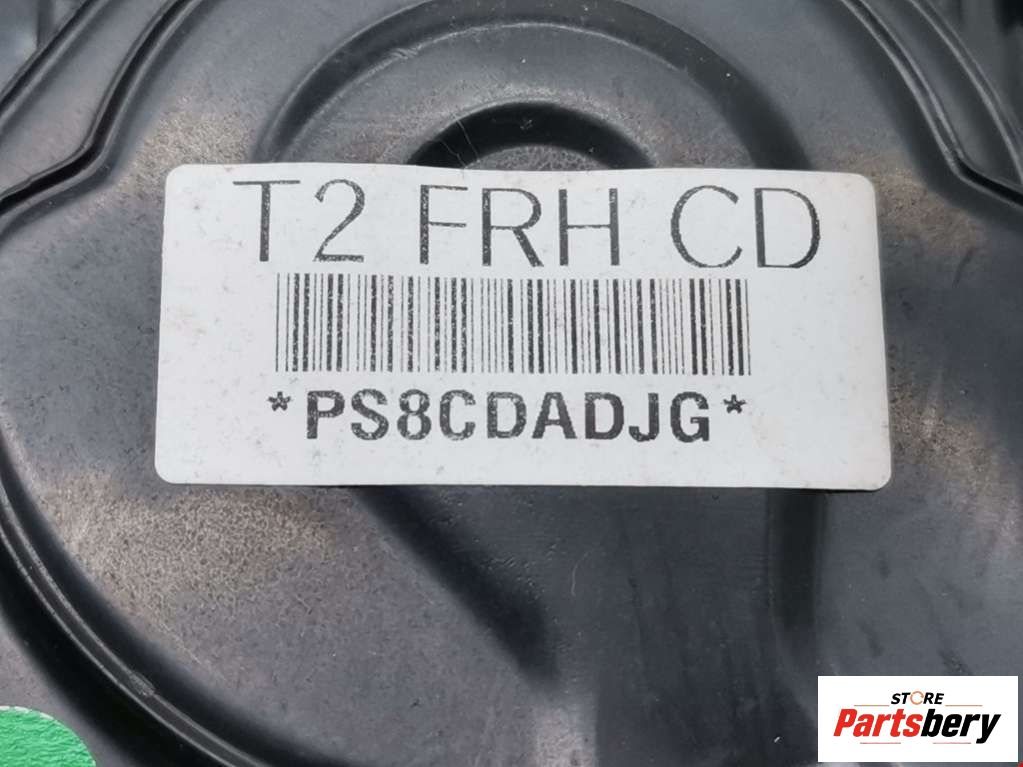 T2 FRH CD
*PS8CDADJG*
STORE
Partsbery